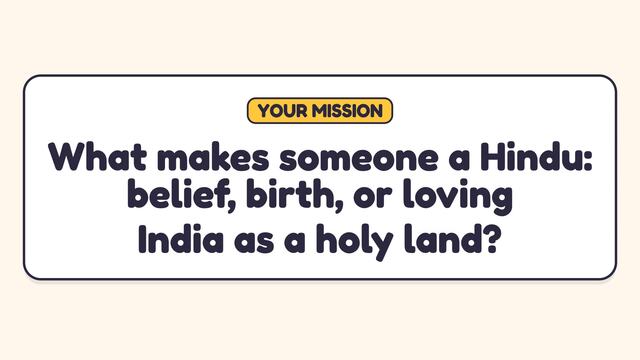 YOUR MISSION
What makes someone a Hindu:
belief, birth, or loving
India as a holy land?